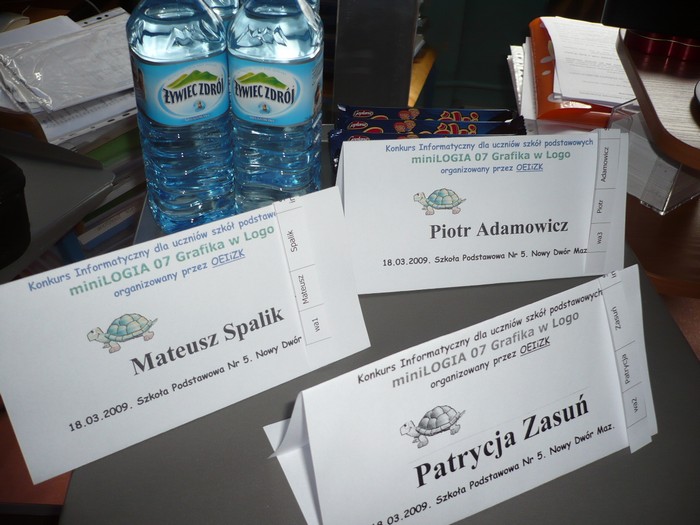 ŻYWIEC ZDRÓJ
ŻYWIEC ZDRÓJ
Konkurs Informatyczny dla uczniów szkół podstawowych
miniLOGIA 07 Grafika w Logo
organizowany przez OEIiZK
Piotr Adamowicz
18.03.2009. Szkoła Podstawowa Nr 5. Nowy Dwór Maz.
Adamowicz
Piotr
wa3
Konkurs Informatyczny dla uczniów szkół podstawo
miniLOGIA 07 Grafika w Logo
organizowany przez OEIiZK
Mateusz Spalik
18.03.2009. Szkoła Podstawowa Nr 5. Nowy Dwór
Spalik
Mateusz
wa1
Konkurs Informatyczny dla uczniów szkół podstawowych
miniLOGIA 07 Grafika w Logo
organizowany przez OEIiZK
Patrycja Zasuń
18.03.2009. Szkoła Podstawowa Nr 5. Nowy Dwór Maz.
Zasuń
Patrycja
wa2